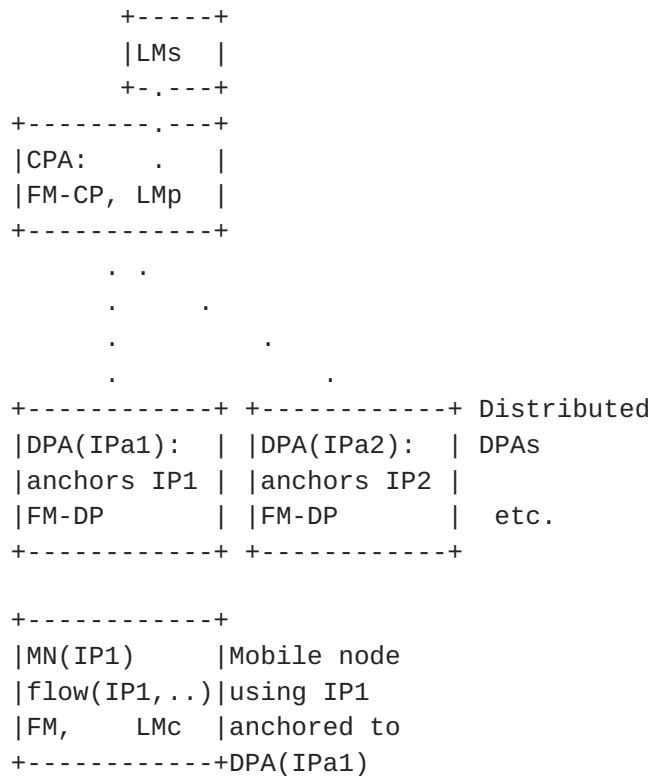 +-----+
       |LMs  |
       +-.---+
+--------.---+
|CPA:    .   |
|FM-CP, LMp  |
+------------+
      . .
      .     .
      .         .
      .             .
+------------+ +------------+ Distributed
|DPA(IPa1):  | |DPA(IPa2):  | DPAs
|anchors IP1 | |anchors IP2 |
|FM-DP       | |FM-DP       |  etc.
+------------+ +------------+

+------------+
|MN(IP1)     |Mobile node
|flow(IP1,..)|using IP1
|FM,    LMc  |anchored to
+------------+DPA(IPa1)